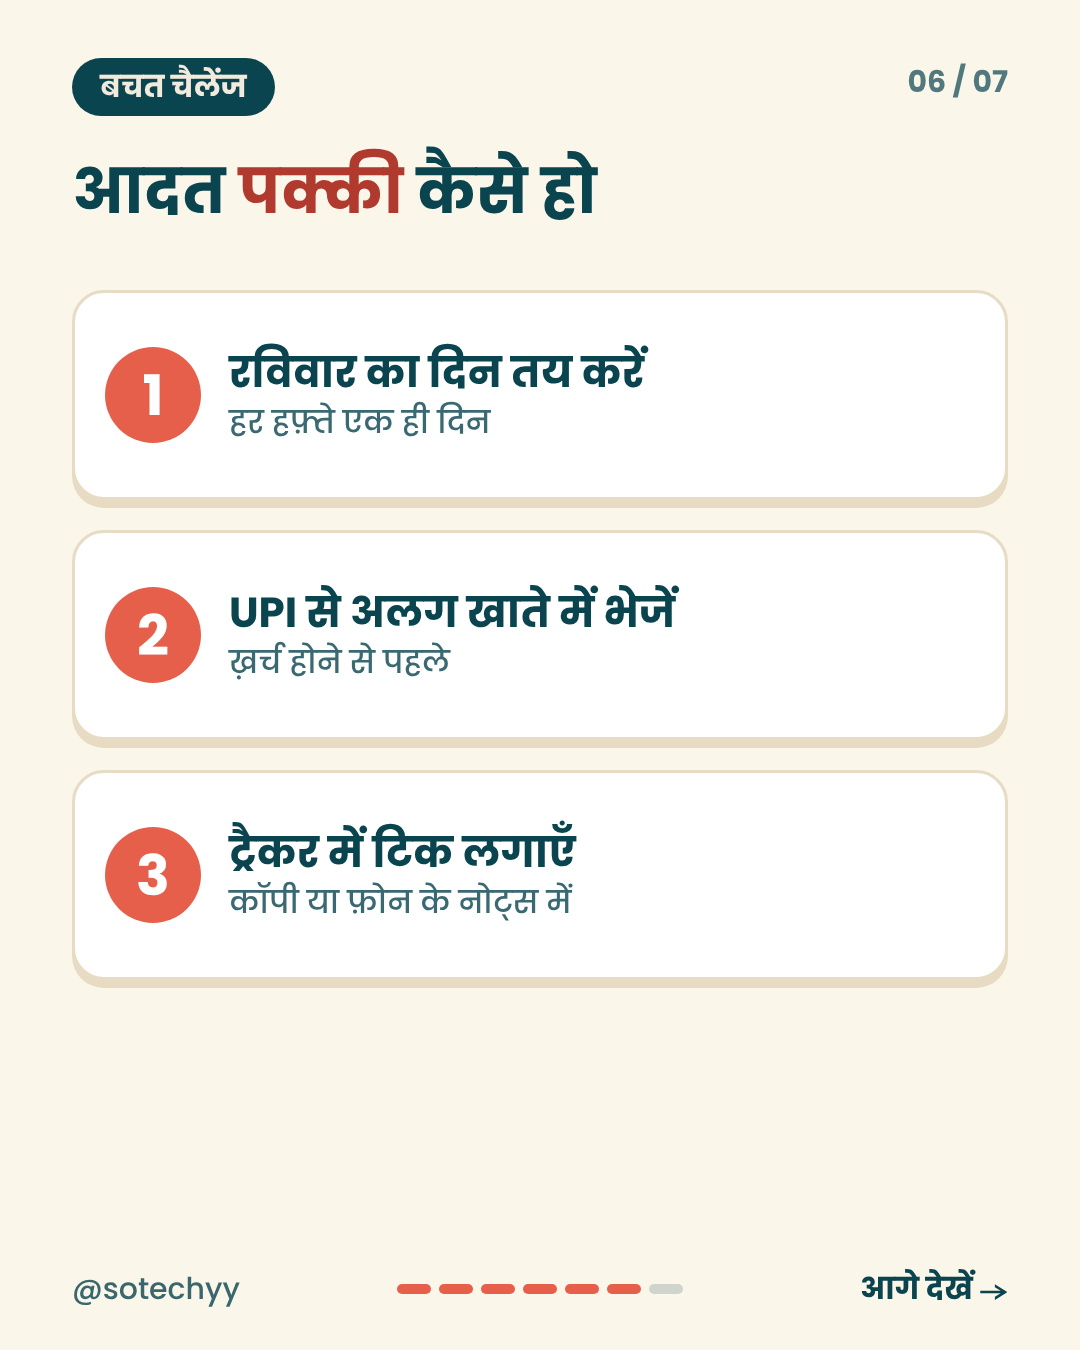 बचत चैलेंज
06 / 07
आदत पक्की कैसे हो
1
रविवार का दिन तय करें
हर हफ़्ते एक ही दिन
2
UPI से अलग खाते में भेजें
ख़र्च होने से पहले
3
ट्रैकर में टिक लगाएँ
कॉपी या फ़ोन के नोट्स में
@sotechyy
आगे देखें →